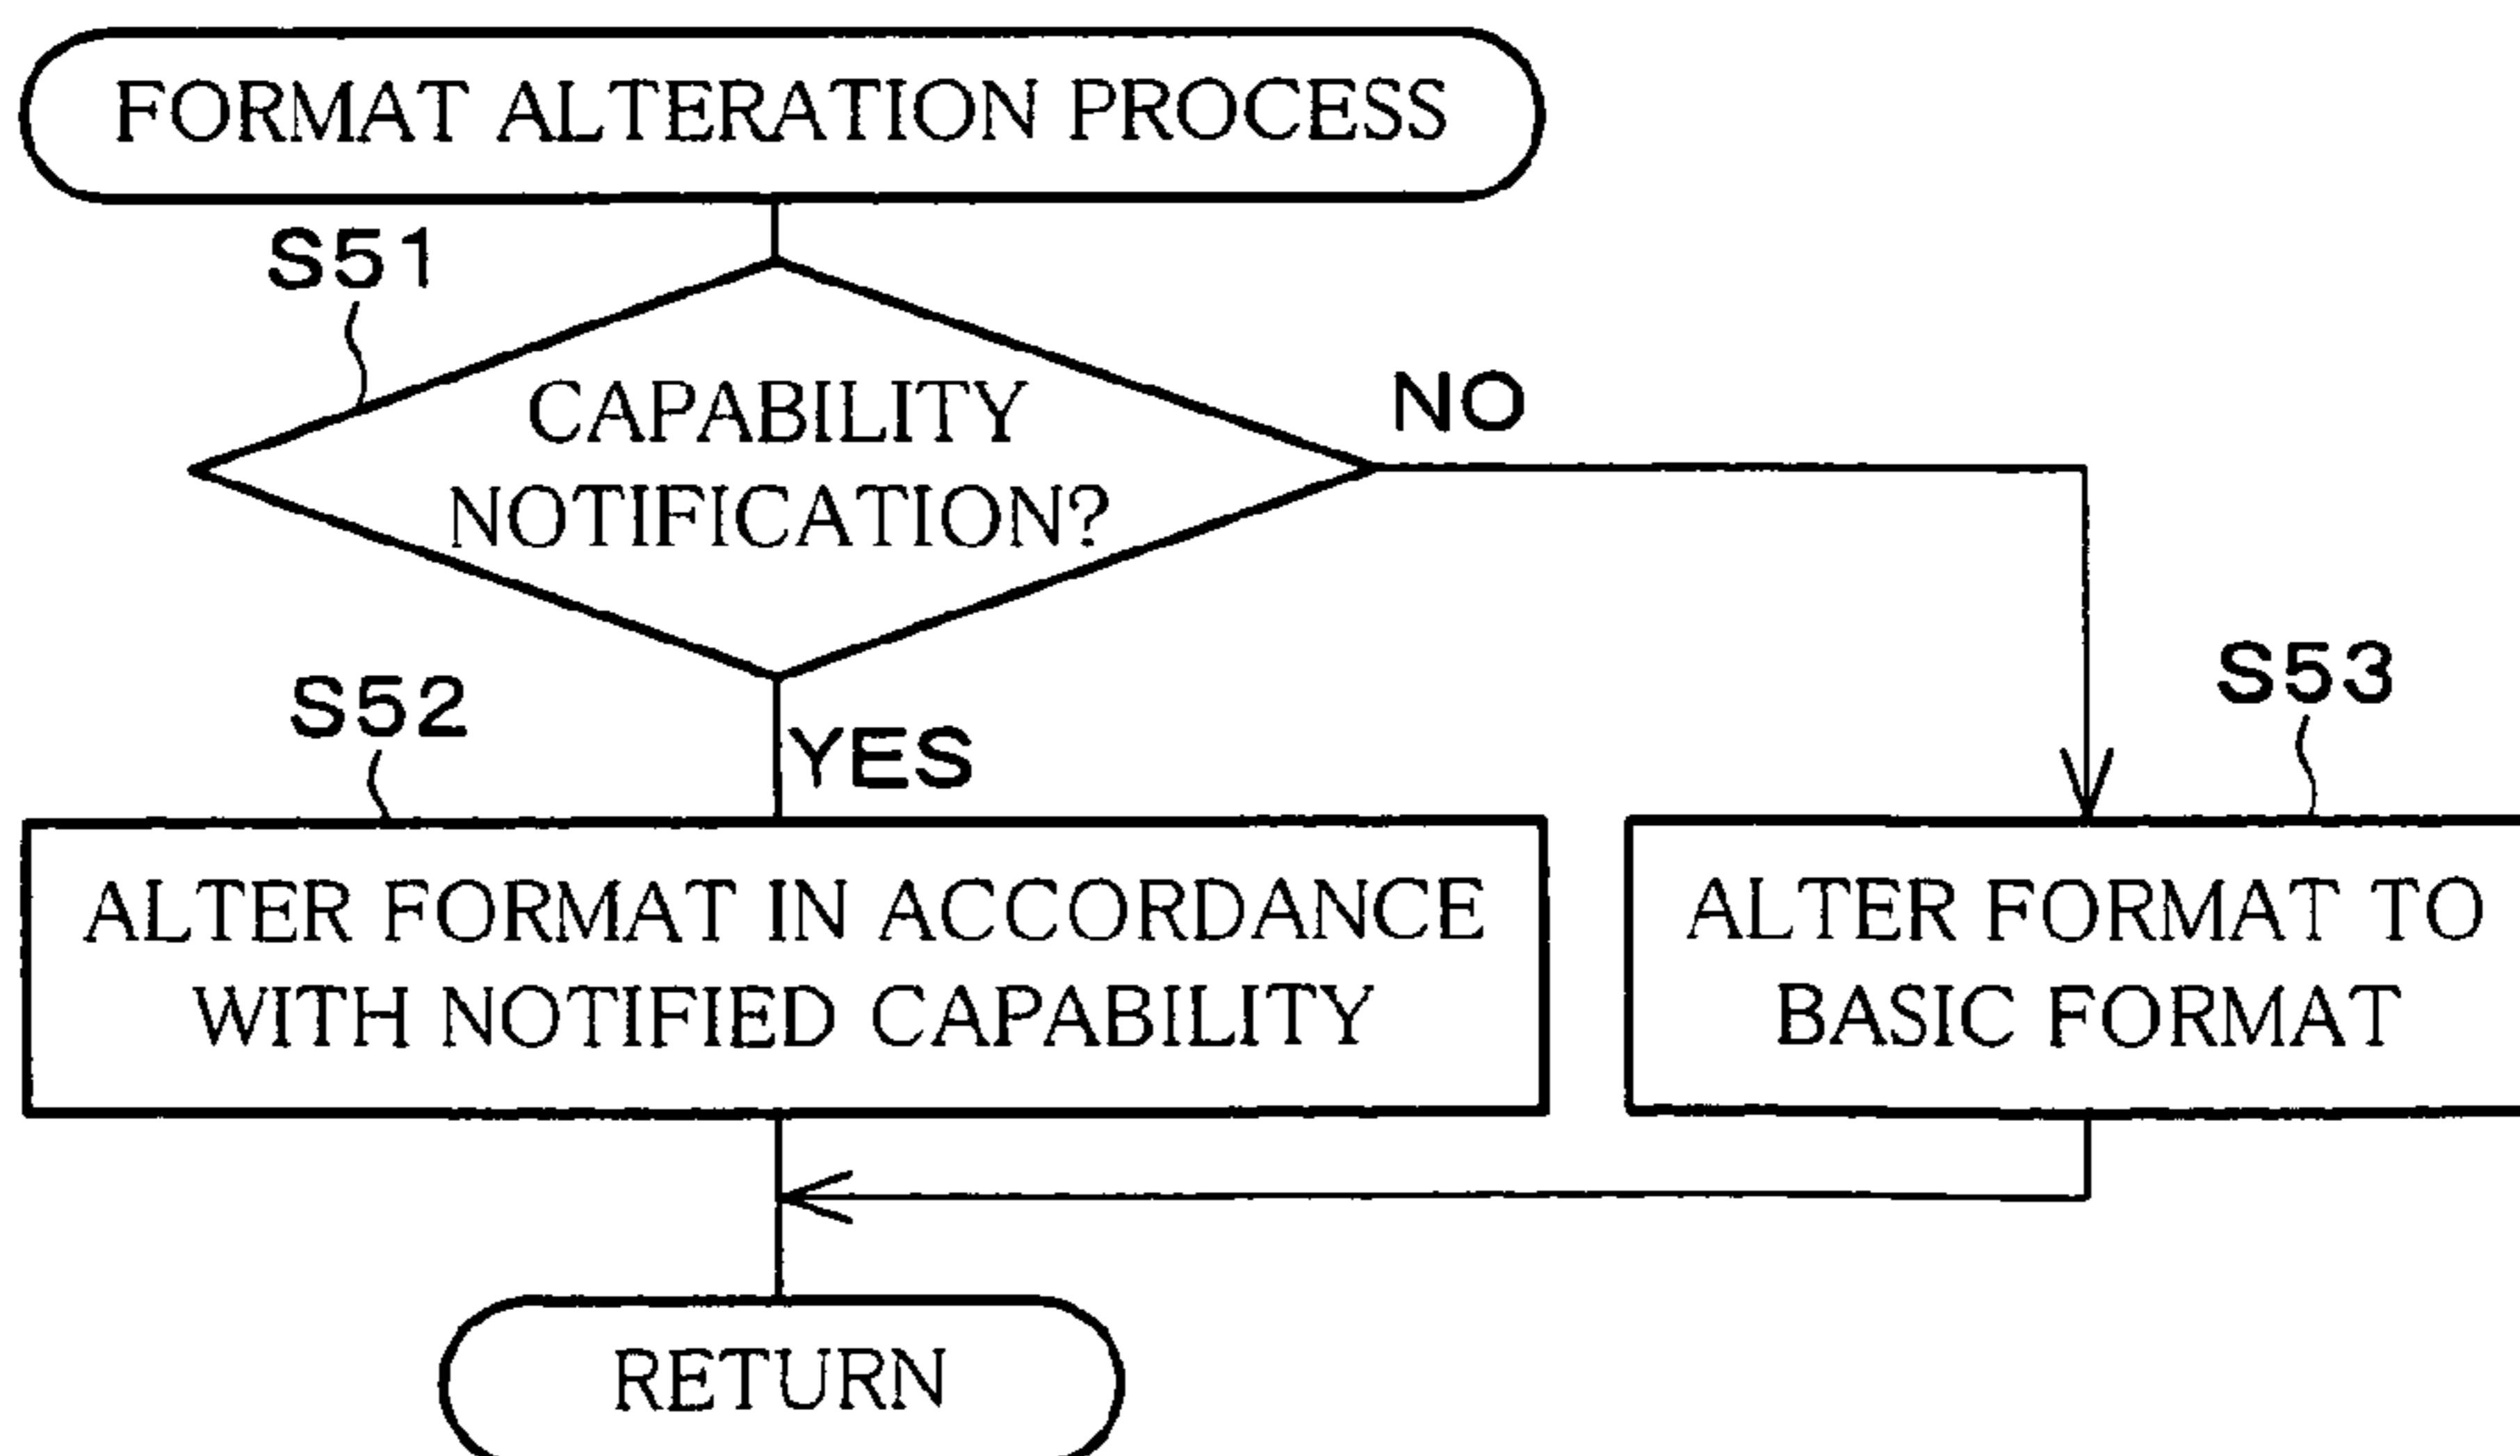 FORMAT ALTERATION PROCESS
S51
CAPABILITY
NOTIFICATION?
NO
YES
S52
ALTER FORMAT IN ACCORDANCE
WITH NOTIFIED CAPABILITY
S53
ALTER FORMAT TO
BASIC FORMAT
RETURN